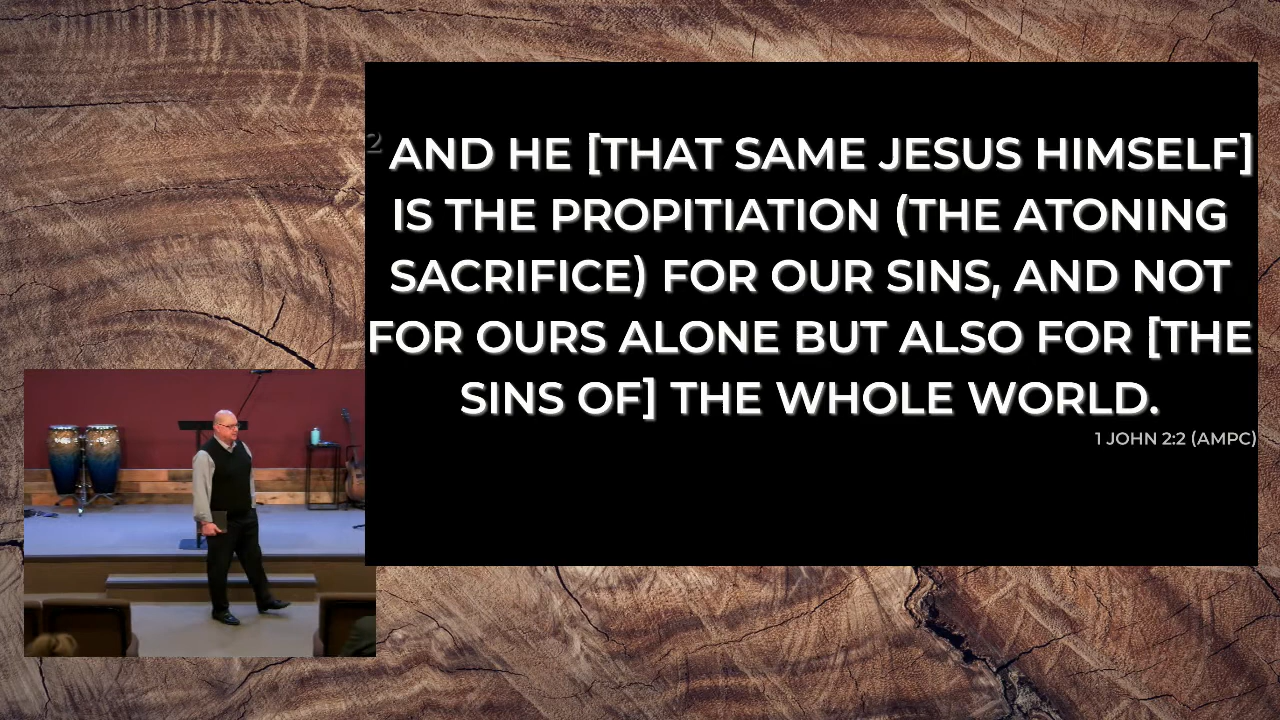 2 AND HE [THAT SAME JESUS HIMSELF]
IS THE PROPITIATION (THE ATONING
SACRIFICE) FOR OUR SINS, AND NOT
FOR OURS ALONE BUT ALSO FOR [THE
SINS OF] THE WHOLE WORLD.
1 JOHN 2:2 (AMPC)